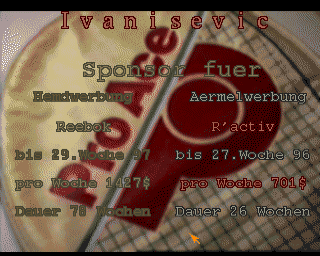 Ivanisevic
Sponsor fuer
Hemdwerbung Aermelwerbung
Reebok R'activ
bis 29.Woche 97 bis 27.Woche 96
pro Woche 1427$ pro Woche 701$
Dauer 78 Wochen Dauer 26 Wochen